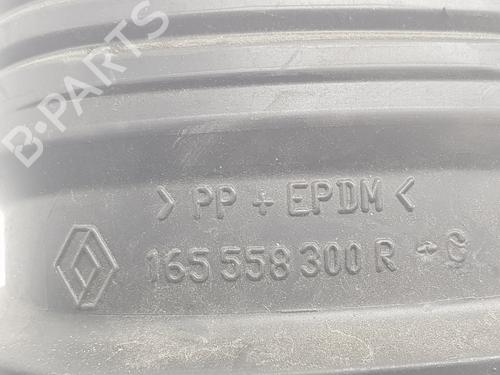 B-PARTS
> PP + EPDM <
165 558 300 R - C